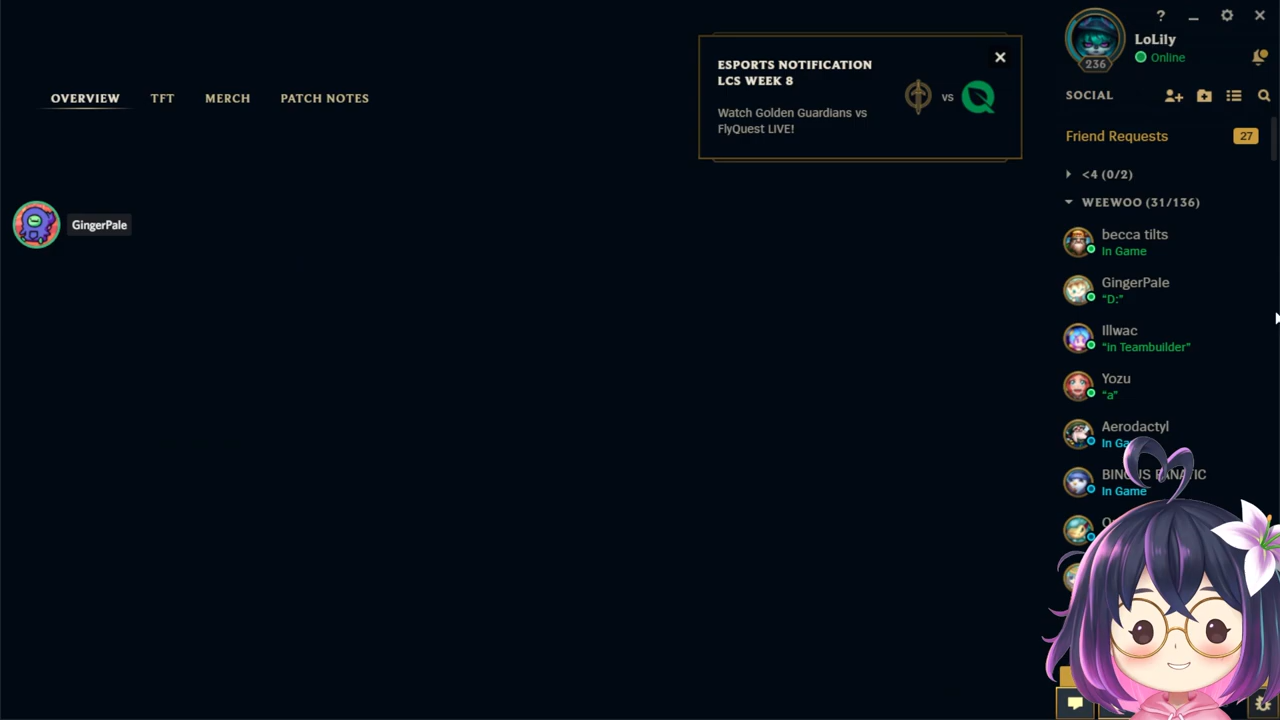 OVERVIEW
TFT
MERCH
PATCH NOTES
GingerPale
ESPORTS NOTIFICATION
LCS WEEK 8
Watch Golden Guardians vs
FlyQuest LIVE!
vs
?
LoLily
Online
236
SOCIAL
Friend Requests
27
<4 (0/2)
WEEWOO (31/136)
becca tilts
In Game
GingerPale
"D:"
Illwac
"in Teambuilder"
Yozu
"a"
Aerodactyl
In
In Game